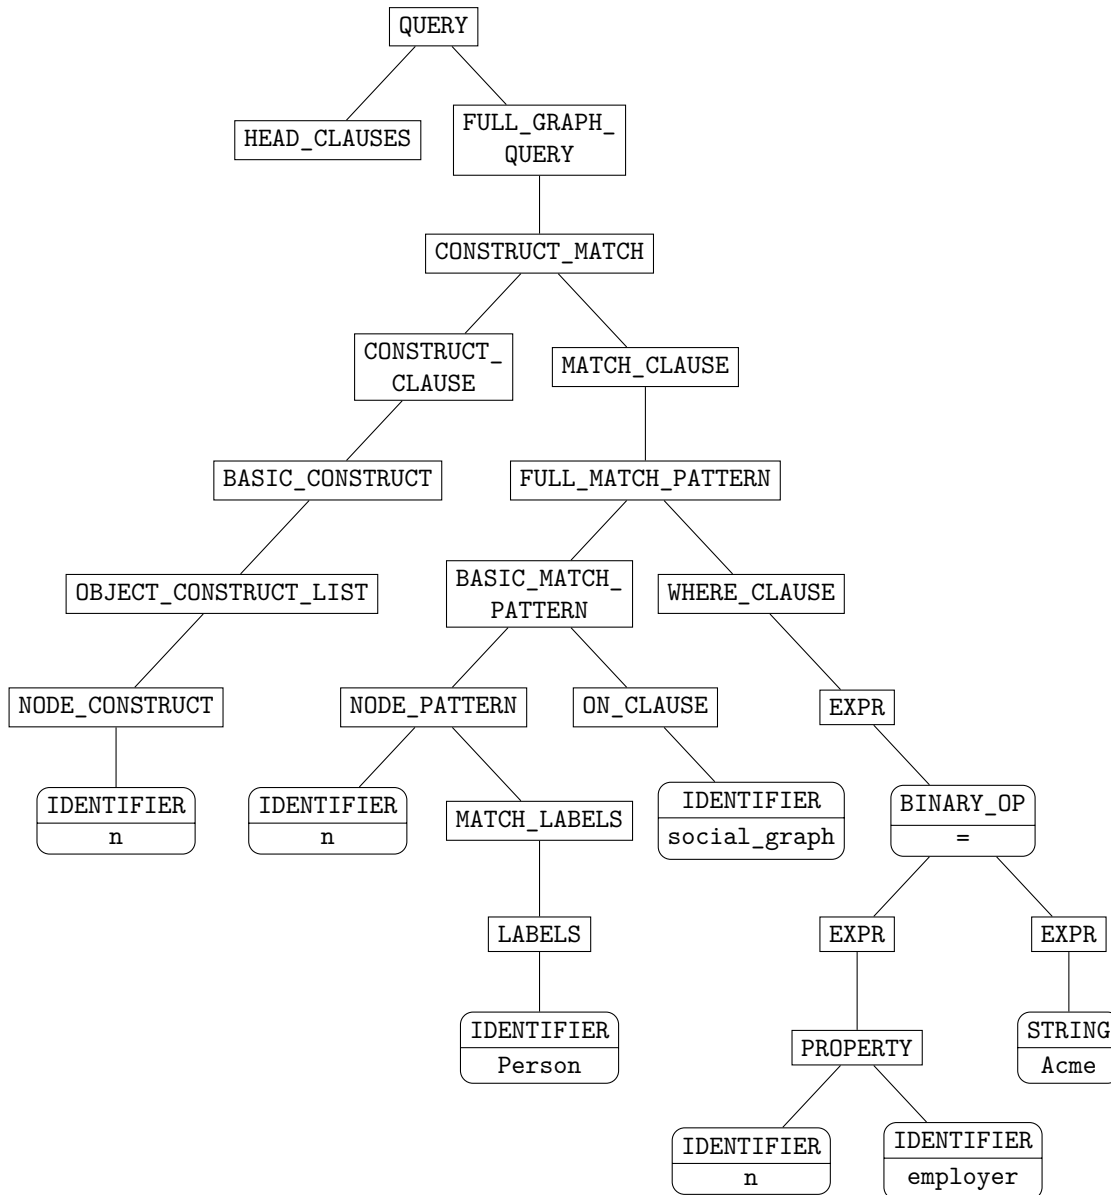 QUERY
HEAD_CLAUSES
FULL_GRAPH_
QUERY
CONSTRUCT_MATCH
CONSTRUCT_
CLAUSE
MATCH_CLAUSE
BASIC_CONSTRUCT
FULL_MATCH_PATTERN
OBJECT_CONSTRUCT_LIST
BASIC_MATCH_
PATTERN
WHERE_CLAUSE
NODE_CONSTRUCT
NODE_PATTERN
ON_CLAUSE
EXPR
IDENTIFIER
n
IDENTIFIER
n
MATCH_LABELS
IDENTIFIER
social_graph
BINARY_OP
=
LABELS
EXPR
EXPR
IDENTIFIER
Person
PROPERTY
STRING
Acme
IDENTIFIER
n
IDENTIFIER
employer